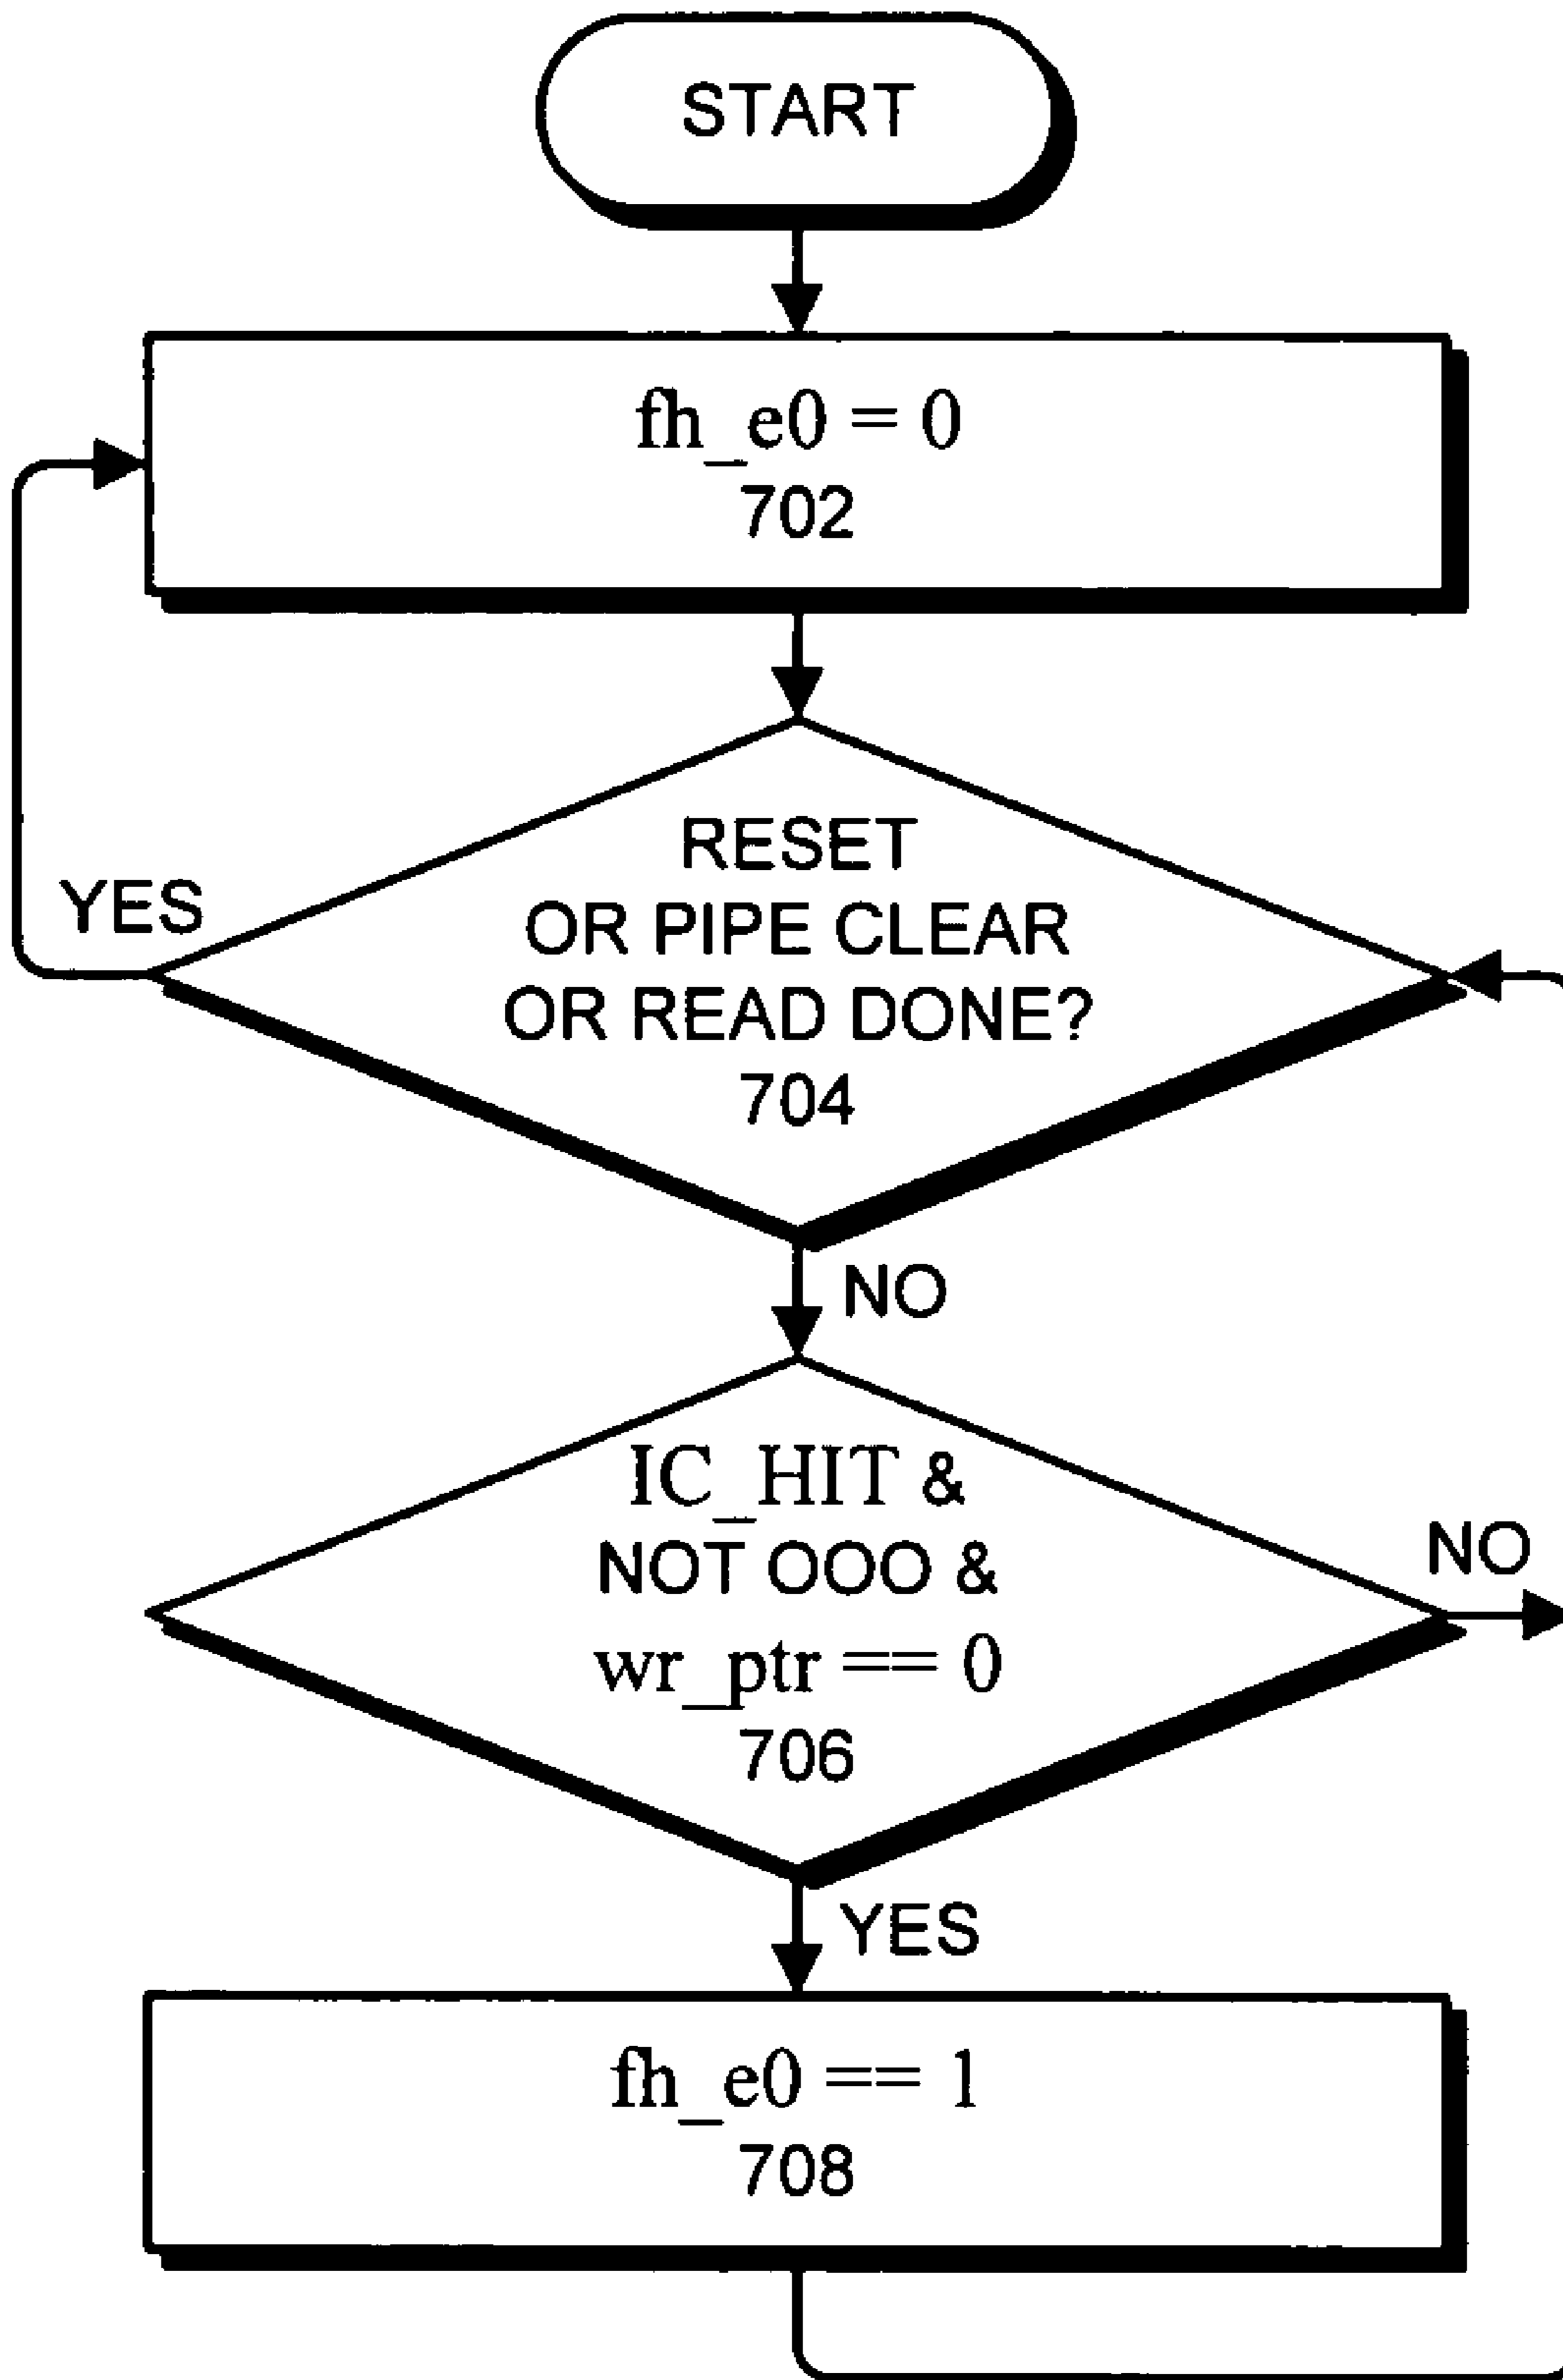 START
fh_e0 = 0
702
RESET
OR PIPE CLEAR
OR READ DONE?
704
YES
NO
IC_HIT &
NOT OOO &
wr_ptr == 0
706
NO
YES
fh_e0 == 1
708